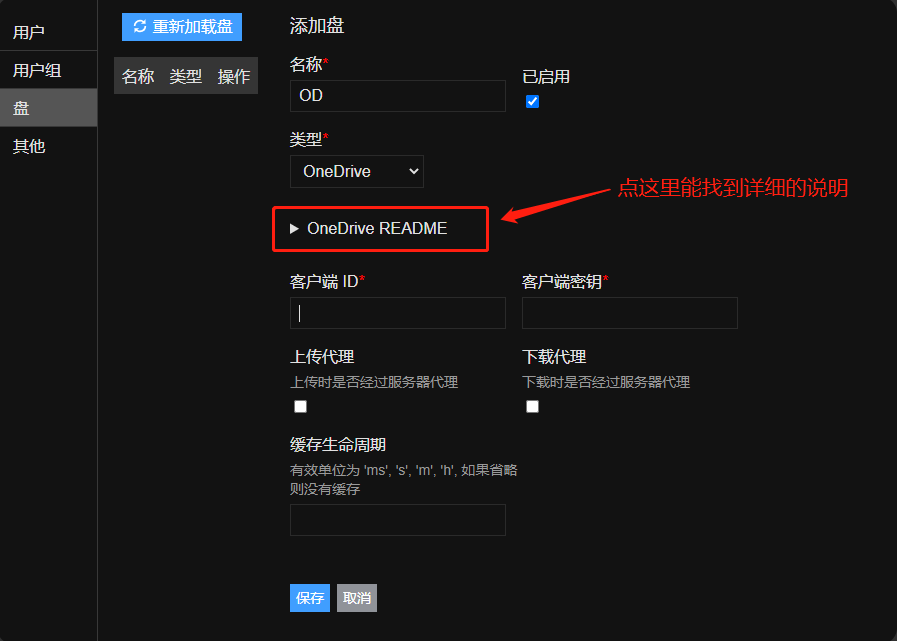 用户
用户组
盘
其他
重新加载盘
名称 类型 操作
添加盘
名称*
OD
已启用
类型*
OneDrive
OneDrive README
点这里能找到详细的说明
客户端 ID*
客户端密钥*
上传代理
上传时是否经过服务器代理
下载代理
下载时是否经过服务器代理
缓存生命周期
有效单位为 'ms', 's', 'm', 'h', 如果省略
则没有缓存
保存 取消